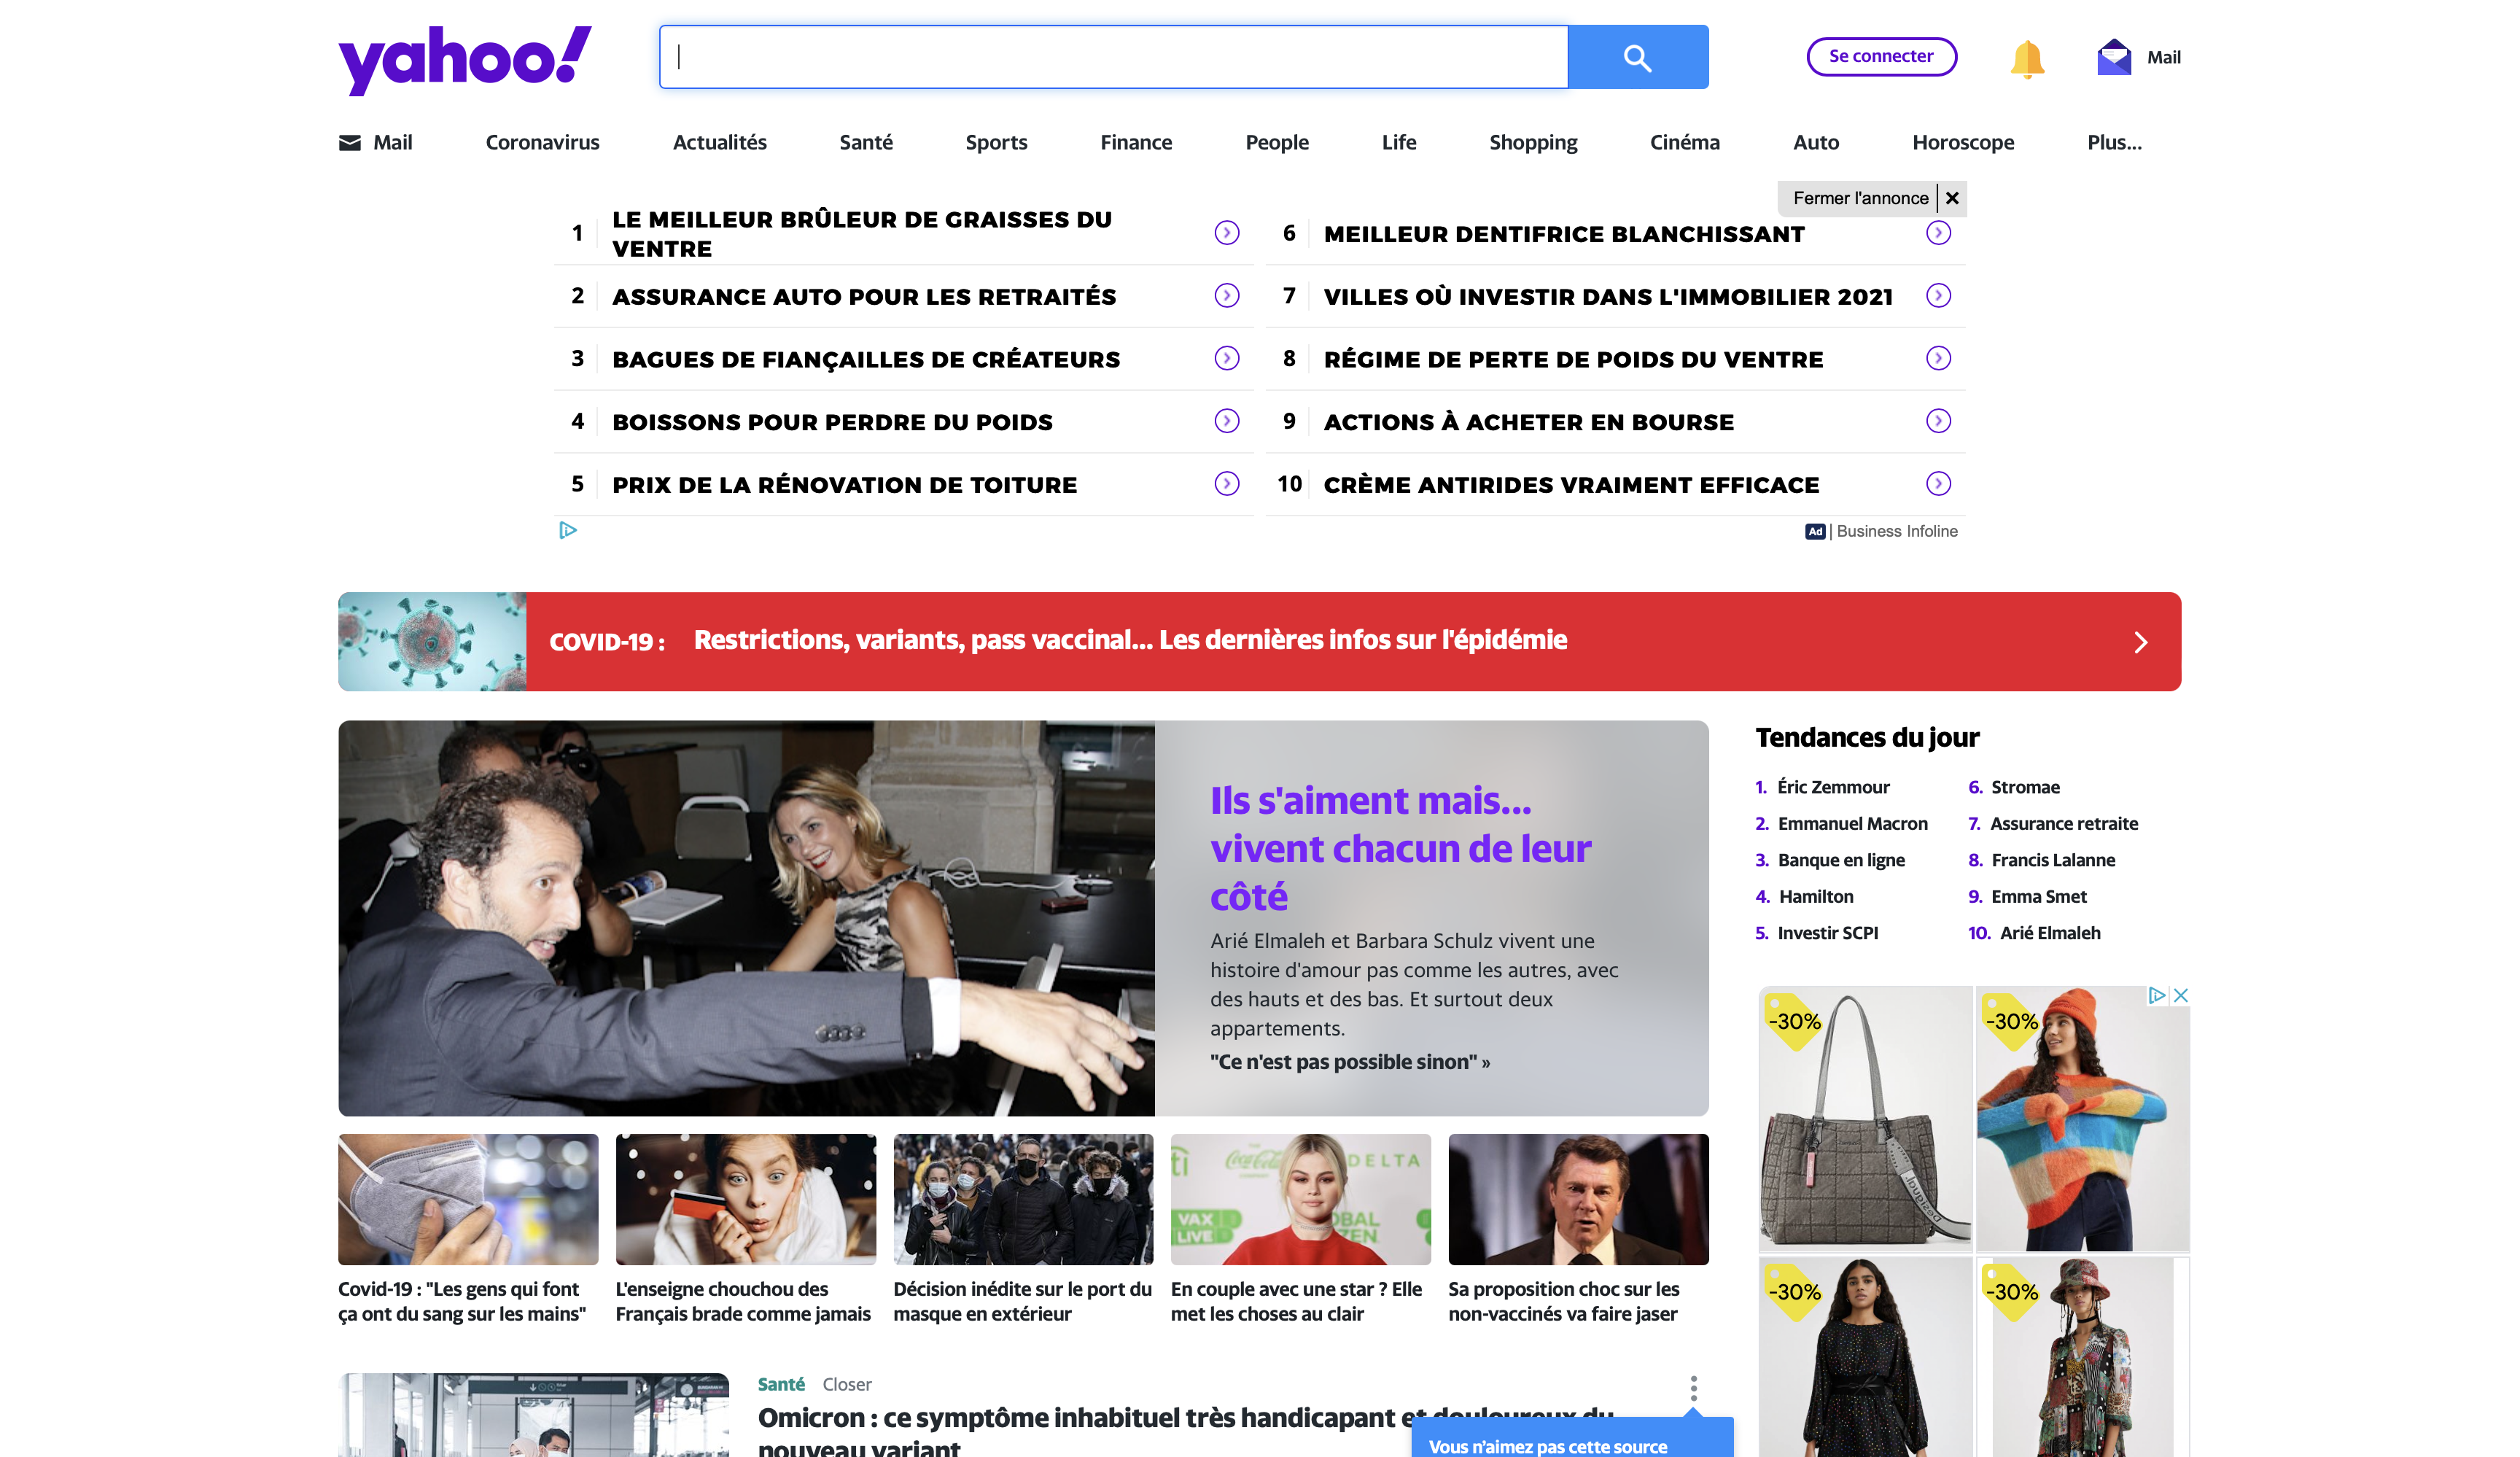 yahoo!
Se connecter
Mail
Mail
Coronavirus
Actualités
Santé
Sports
Finance
People
Life
Shopping
Cinéma
Auto
Horoscope
Plus...
Fermer l'annonce
1
LE MEILLEUR BRÛLEUR DE GRAISSES DU
VENTRE
2
ASSURANCE AUTO POUR LES RETRAITÉS
3
BAGUES DE FIANÇAILLES DE CRÉATEURS
4
BOISSONS POUR PERDRE DU POIDS
5
PRIX DE LA RÉNOVATION DE TOITURE
6
MEILLEUR DENTIFRICE BLANCHISSANT
7
VILLES OÙ INVESTIR DANS L'IMMOBILIER 2021
8
RÉGIME DE PERTE DE POIDS DU VENTRE
9
ACTIONS À ACHETER EN BOURSE
10
CRÈME ANTIRIDES VRAIMENT EFFICACE
Ad | Business Infoline
COVID-19 : Restrictions, variants, pass vaccinal... Les dernières infos sur l'épidémie
Ils s'aiment mais...
vivent chacun de leur
côté
Arié Elmaleh et Barbara Schulz vivent une
histoire d'amour pas comme les autres, avec
des hauts et des bas. Et surtout deux
appartements.
"Ce n'est pas possible sinon" »
Tendances du jour
1. Éric Zemmour
2. Emmanuel Macron
3. Banque en ligne
4. Hamilton
5. Investir SCPI
6. Stromae
7. Assurance retraite
8. Francis Lalanne
9. Emma Smet
10. Arié Elmaleh
-30%
-30%
Desigual
-30%
-30%
Coca-Cola
DELTA
VAX
LIVE
Covid-19 : "Les gens qui font
ça ont du sang sur les mains"
L'enseigne chouchou des
Français brade comme jamais
Décision inédite sur le port du
masque en extérieur
En couple avec une star ? Elle
met les choses au clair
Sa proposition choc sur les
non-vaccinés va faire jaser
Santé Closer
Omicron : ce symptôme inhabituel très handicapant et douloureux du
nouveau variant
Vous n'aimez pas cette source